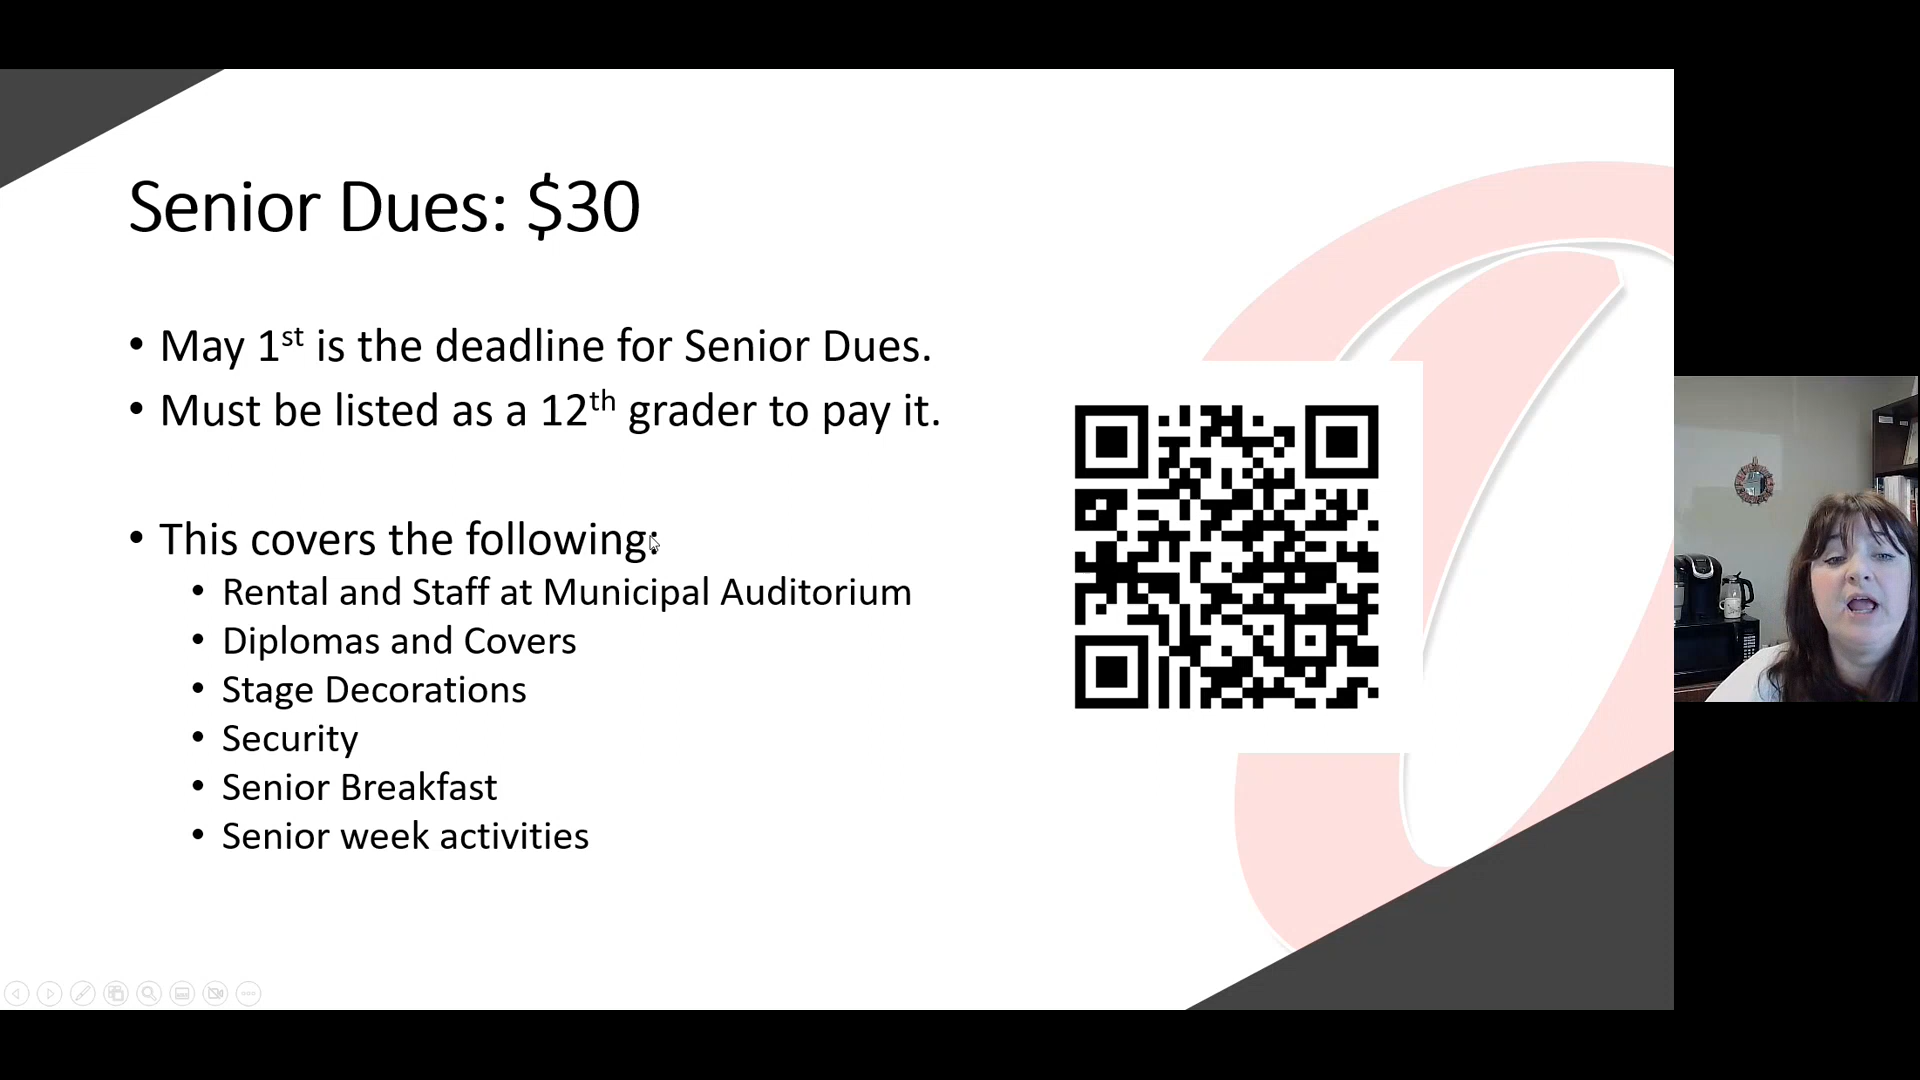 Senior Dues: $30
• May 1st is the deadline for Senior Dues.
• Must be listed as a 12th grader to pay it.
• This covers the following:
• Rental and Staff at Municipal Auditorium
• Diplomas and Covers
• Stage Decorations
• Security
• Senior Breakfast
• Senior week activities